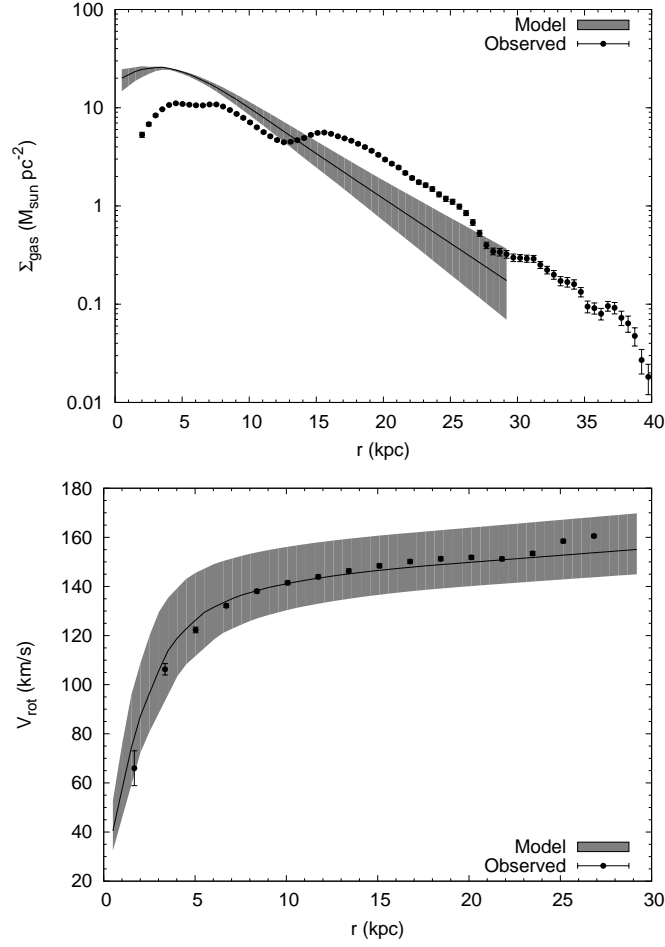 100
10
1
0.1
0.01
Σgas (Msun pc-2)
Model
Observed
0 5 10 15 20 25 30 35 40
r (kpc)
180
160
140
120
100
80
60
40
20
Vrot (km/s)
Model
Observed
0 5 10 15 20 25 30
r (kpc)